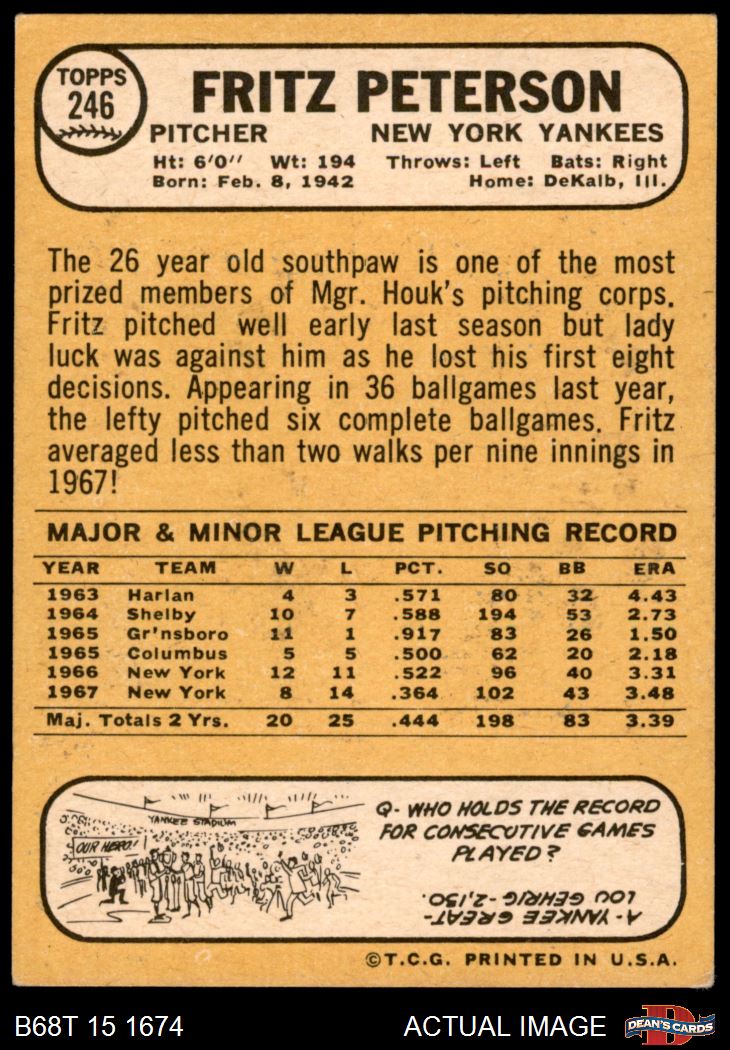 TOPPS
246
FRITZ PETERSON
PITCHER NEW YORK YANKEES
Ht: 6'0" Wt: 194 Throws: Left Bats: Right
Born: Feb. 8, 1942 Home: DeKalb, Ill.
The 26 year old southpaw is one of the most
prized members of Mgr. Houk's pitching corps.
Fritz pitched well early last season but lady
luck was against him as he lost his first eight
decisions. Appearing in 36 ballgames last year,
the lefty pitched six complete ballgames. Fritz
averaged less than two walks per nine innings in
1967!
MAJOR & MINOR LEAGUE PITCHING RECORD
YEAR TEAM W L PCT. SO BB ERA
1963 Harlan 4 3 .571 80 32 4.43
1964 Shelby 10 7 .588 194 53 2.73
1965 Gr'nsboro 11 1 .917 83 26 1.50
1965 Columbus 5 5 .500 62 20 2.18
1966 New York 12 11 .522 96 40 3.31
1967 New York 8 14 .364 102 43 3.48
Maj. Totals 2 Yrs. 20 25 .444 198 83 3.39
YANKEE STADIUM
OUR HERO!
Q- WHO HOLDS THE RECORD
FOR CONSECUTIVE GAMES
PLAYED?
A- YANKEE GREAT-
LOU GEHRIG-2,130.
©T.C.G. PRINTED IN U.S.A.
B68T 15 1674 ACTUAL IMAGE
D
DEAN'S CARDS